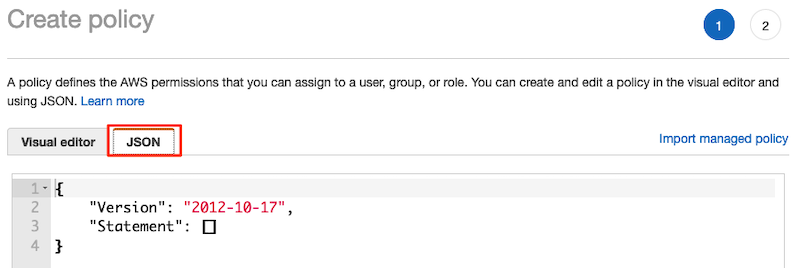 Create policy
1 2
A policy defines the AWS permissions that you can assign to a user, group, or role. You can create and edit a policy in the visual editor and
using JSON. Learn more
Visual editor JSON Import managed policy
1 {
2 "Version": "2012-10-17",
3 "Statement": []
4 }